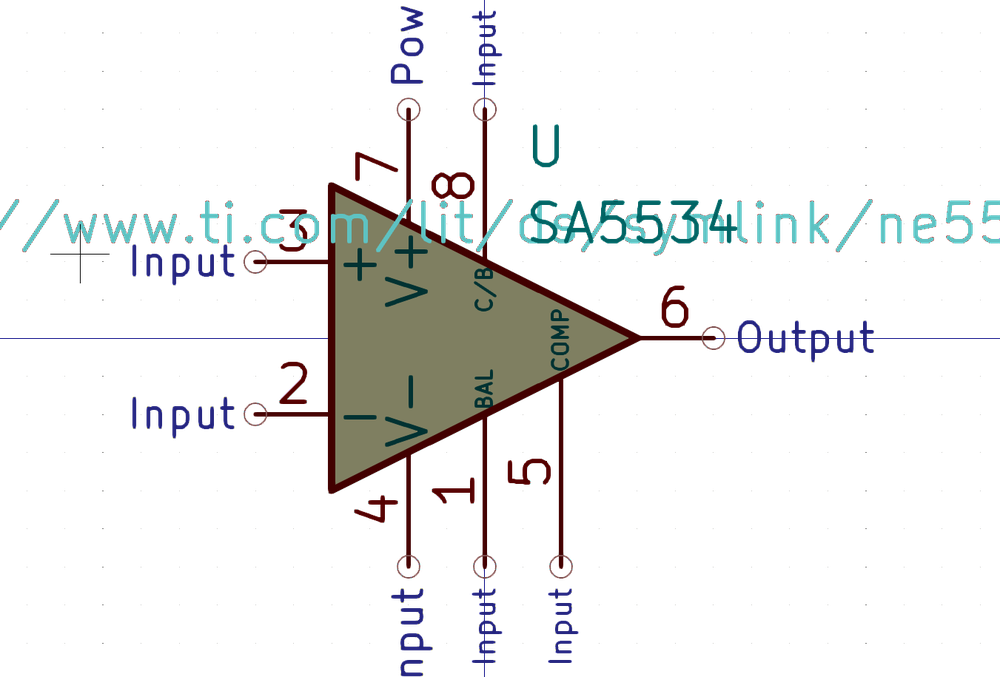 Pow
Input
7
8
U
//www.ti.com/lit/ds/symlink/ne55
SA5534
3
Input
+
V+
C/B
6
Output
COMP
2
Input
−
V−
BAL
4
1
5
nput
Input
Input